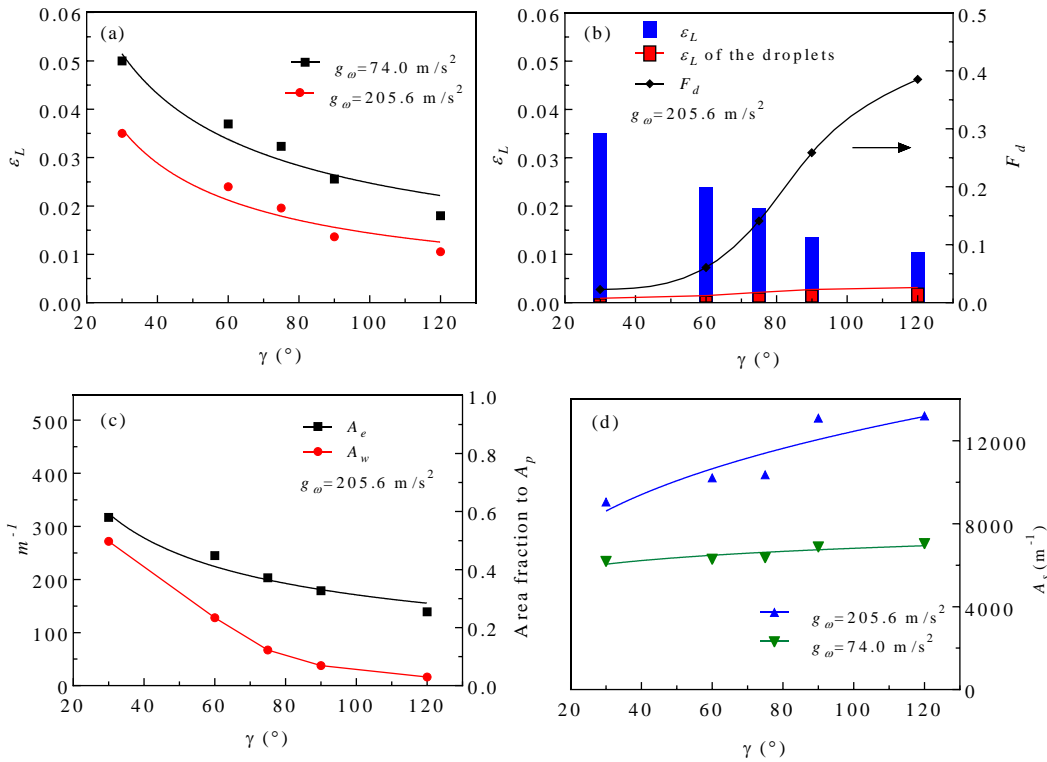 (a)
0.06
0.05
0.04
0.03
0.02
0.01
0.00
ε_L
20 40 60 80 100 120
γ (°)
g_ω=74.0 m/s²
g_ω=205.6 m/s²
(b)
0.06
0.05
0.04
0.03
0.02
0.01
0.00
ε_L
ε_L
ε_L of the droplets
F_d
g_ω=205.6 m/s²
0.5
0.4
0.3
0.2
0.1
0.0
F_d
20 40 60 80 100 120
γ (°)
(c)
500
400
300
200
100
0
m⁻¹
A_e
A_w
g_ω=205.6 m/s²
1.0
0.8
0.6
0.4
0.2
0.0
Area fraction to A_p
20 40 60 80 100 120
γ (°)
(d)
12000
8000
4000
0
(m⁻¹)
g_ω=205.6 m/s²
g_ω=74.0 m/s²
20 40 60 80 100 120
γ (°)